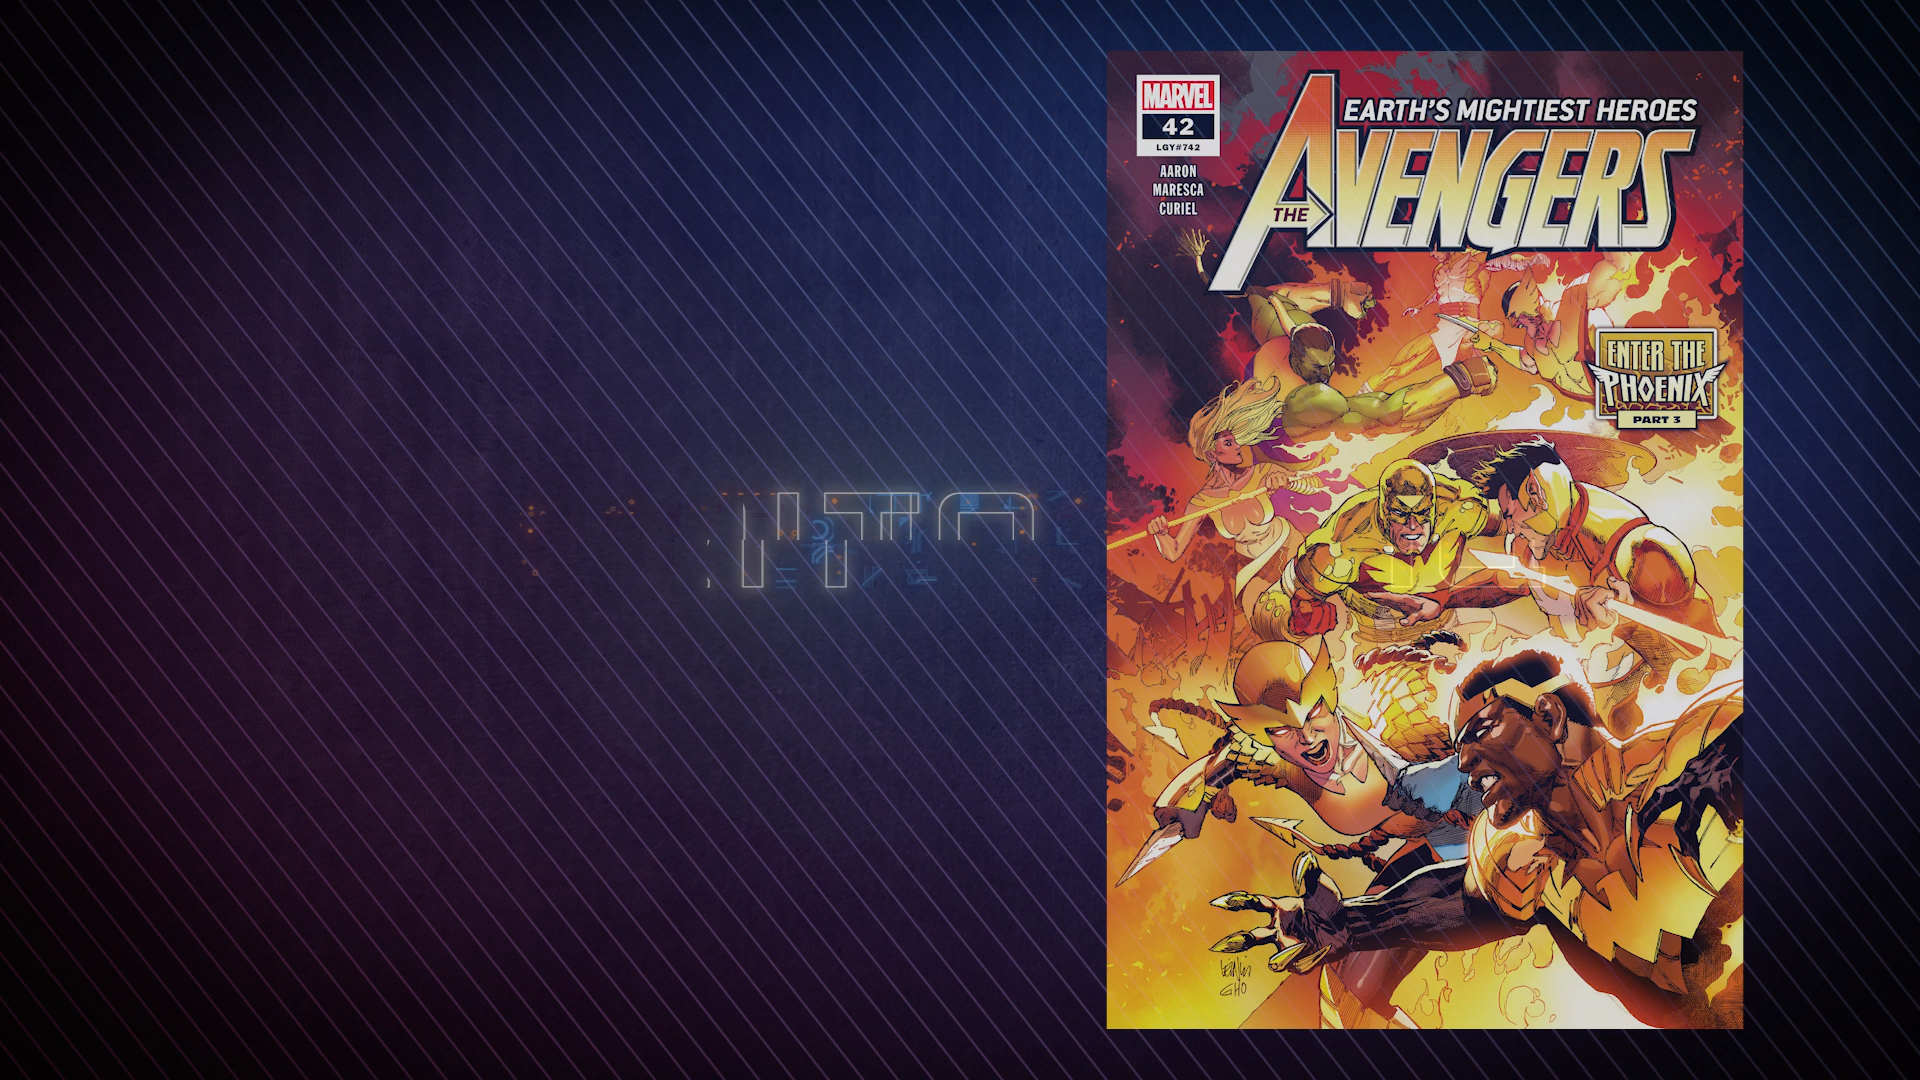 MARVEL
42
LGY#742
AARON
MARESCA
CURIEL
EARTH'S MIGHTIEST HEROES
THE AVENGERS
ENTER THE
PHOENIX
PART 3